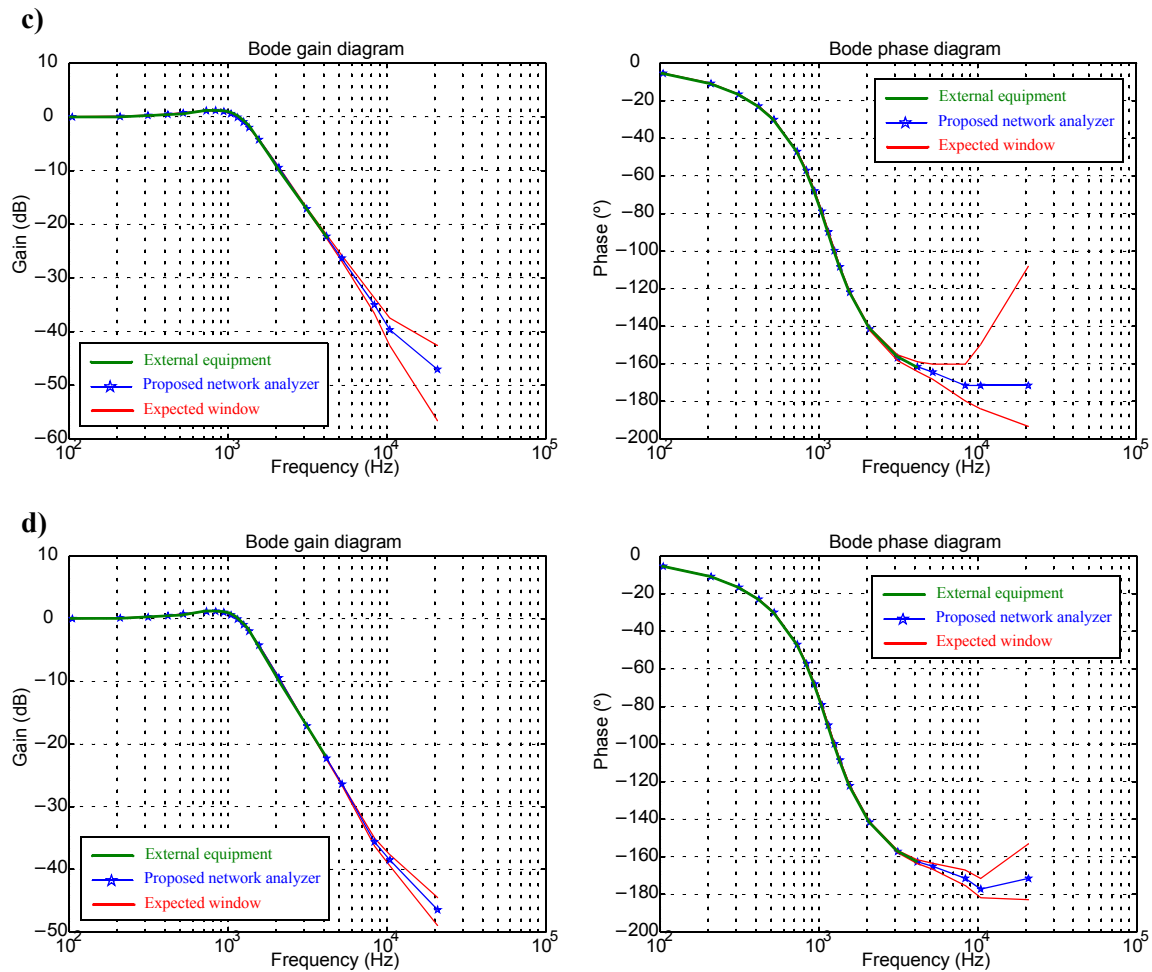 c)
Bode gain diagram
10
0
−10
−20
−30
−40
−50
−60
Gain (dB)
External equipment
Proposed network analyzer
Expected window
10^2
10^3
10^4
10^5
Frequency (Hz)
Bode phase diagram
0
−20
−40
−60
−80
−100
−120
−140
−160
−180
−200
Phase (º)
External equipment
Proposed network analyzer
Expected window
10^2
10^3
10^4
10^5
Frequency (Hz)
d)
Bode gain diagram
10
0
−10
−20
−30
−40
−50
Gain (dB)
External equipment
Proposed network analyzer
Expected window
10^2
10^3
10^4
10^5
Frequency (Hz)
Bode phase diagram
0
−20
−40
−60
−80
−100
−120
−140
−160
−180
−200
Phase (º)
External equipment
Proposed network analyzer
Expected window
10^2
10^3
10^4
10^5
Frequency (Hz)